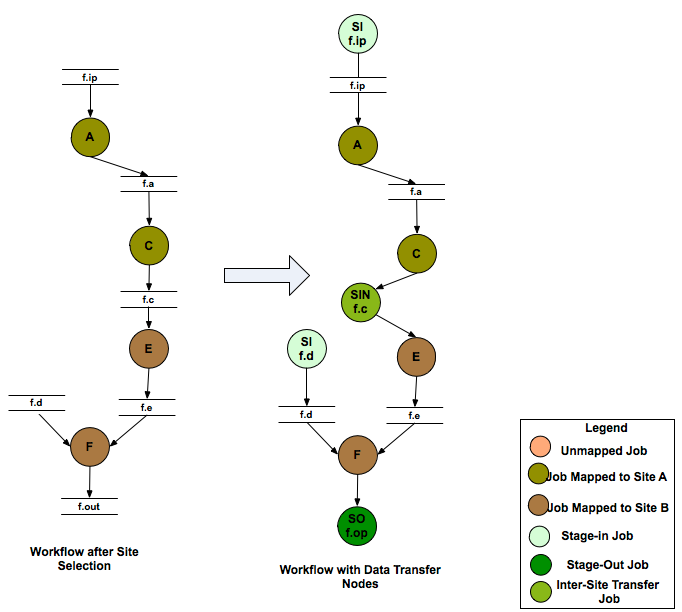 f.ip
A
f.a
C
f.c
E
f.d
f.e
F
f.out
Workflow after Site
Selection
SI
f.ip
f.ip
A
f.a
C
SIN
f.c
SI
f.d
E
f.d
f.e
F
SO
f.op
Workflow with Data Transfer
Nodes
Legend
Unmapped Job
Job Mapped to Site A
Job Mapped to Site B
Stage-in Job
Stage-Out Job
Inter-Site Transfer
Job